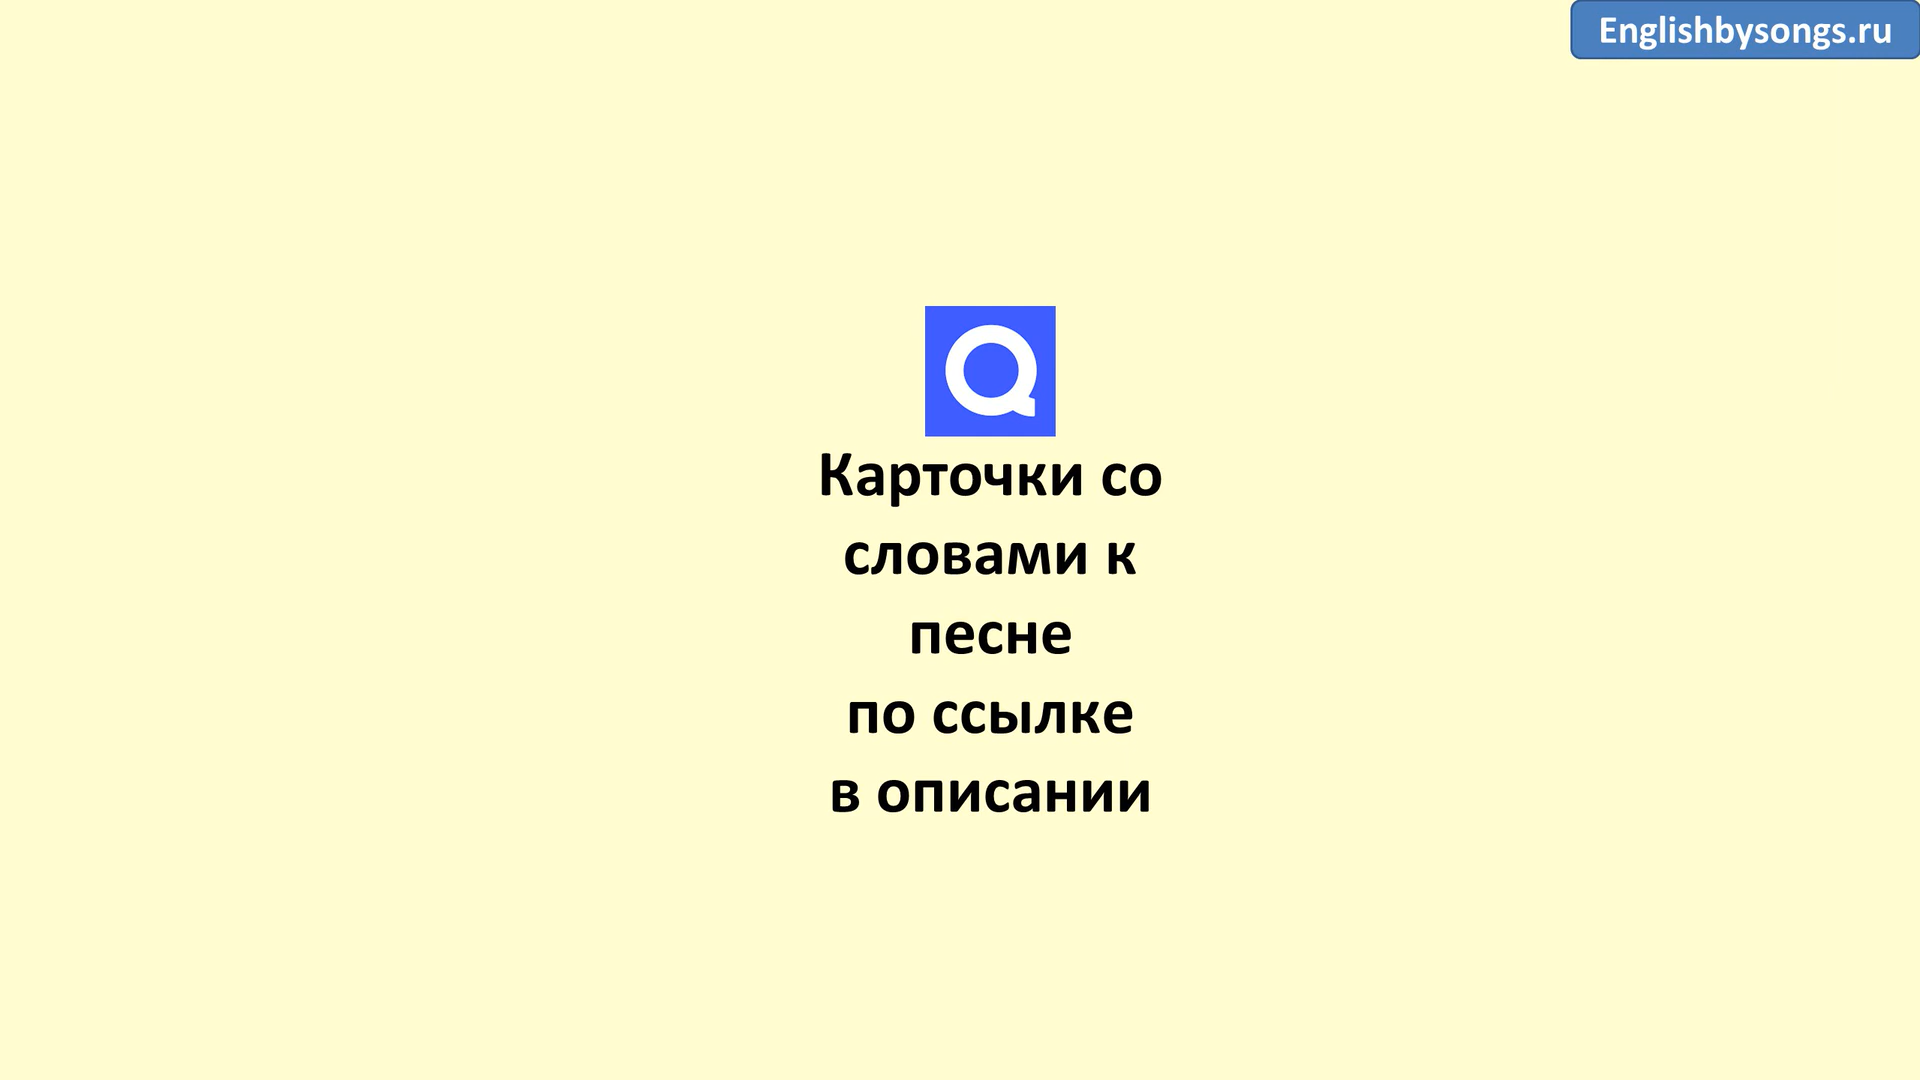 Englishbysongs.ru
Q
Карточки со
словами к
песне
по ссылке
в описании